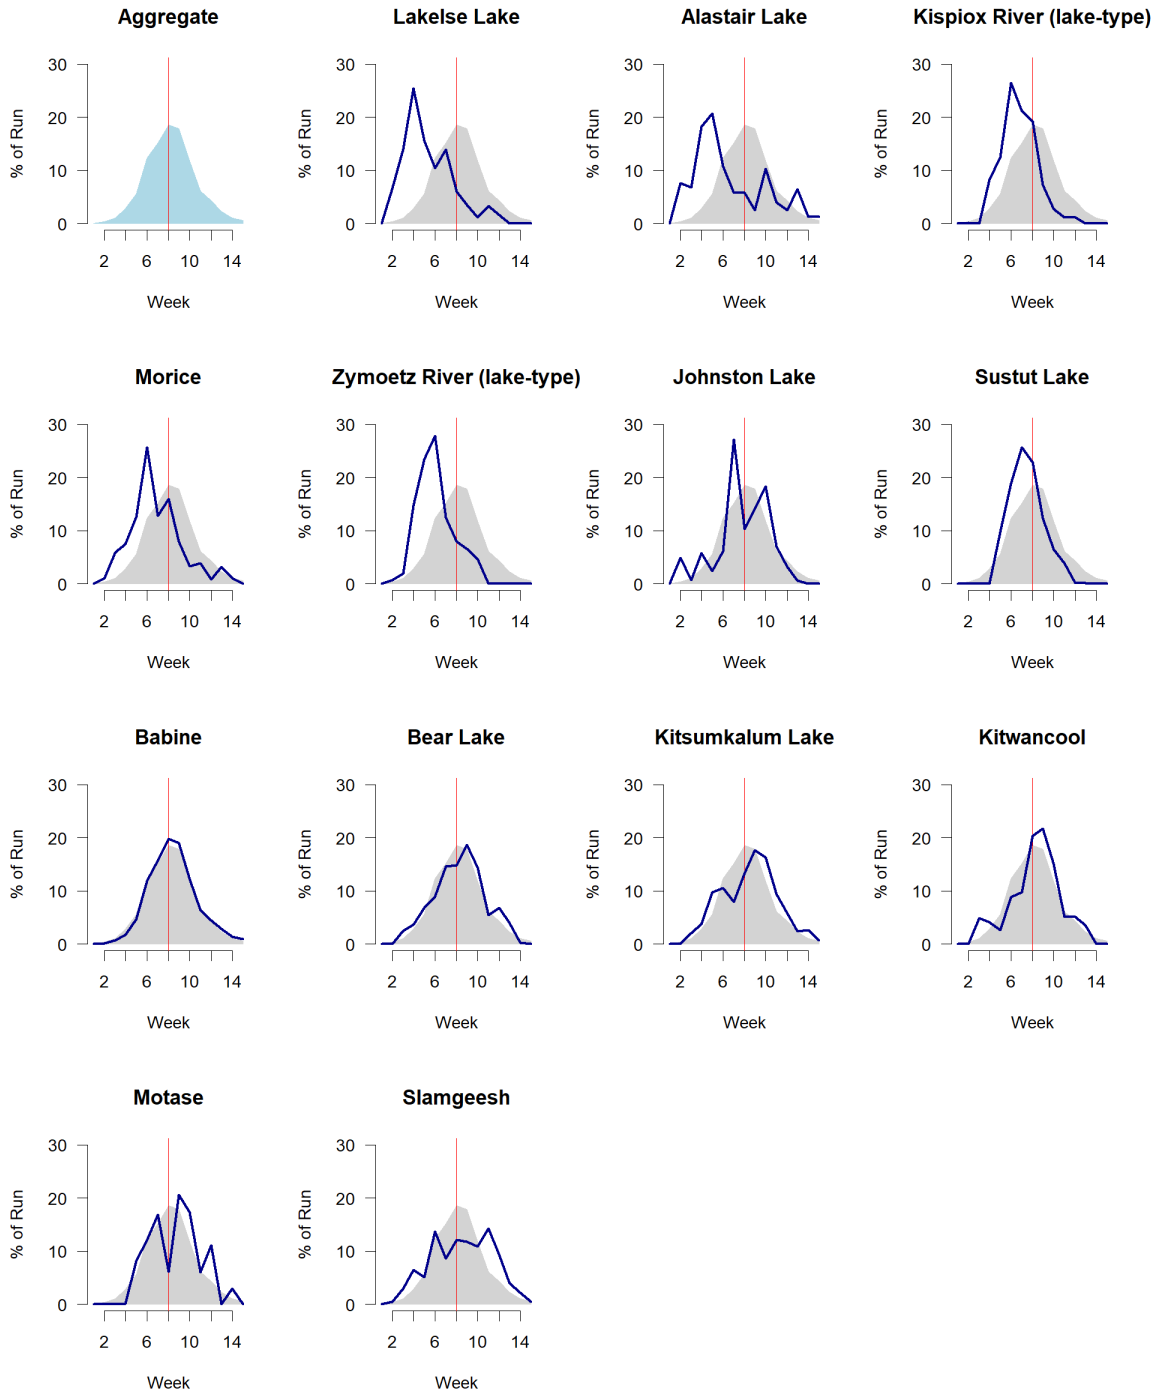 Aggregate
30
20
10
0
% of Run
2 6 10 14
Week
Lakelse Lake
30
20
10
0
% of Run
2 6 10 14
Week
Alastair Lake
30
20
10
0
% of Run
2 6 10 14
Week
Kispiox River (lake-type)
30
20
10
0
% of Run
2 6 10 14
Week
Morice
30
20
10
0
% of Run
2 6 10 14
Week
Zymoetz River (lake-type)
30
20
10
0
% of Run
2 6 10 14
Week
Johnston Lake
30
20
10
0
% of Run
2 6 10 14
Week
Sustut Lake
30
20
10
0
% of Run
2 6 10 14
Week
Babine
30
20
10
0
% of Run
2 6 10 14
Week
Bear Lake
30
20
10
0
% of Run
2 6 10 14
Week
Kitsumkalum Lake
30
20
10
0
% of Run
2 6 10 14
Week
Kitwancool
30
20
10
0
% of Run
2 6 10 14
Week
Motase
30
20
10
0
% of Run
2 6 10 14
Week
Slamgeesh
30
20
10
0
% of Run
2 6 10 14
Week